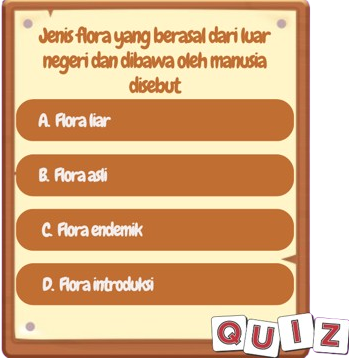 Jenis flora yang berasal dari luar
negeri dan dibawa oleh manusia
disebut
A. Flora liar
B. Flora asli
C. Flora endemik
D. Flora introduksi
QUIZ